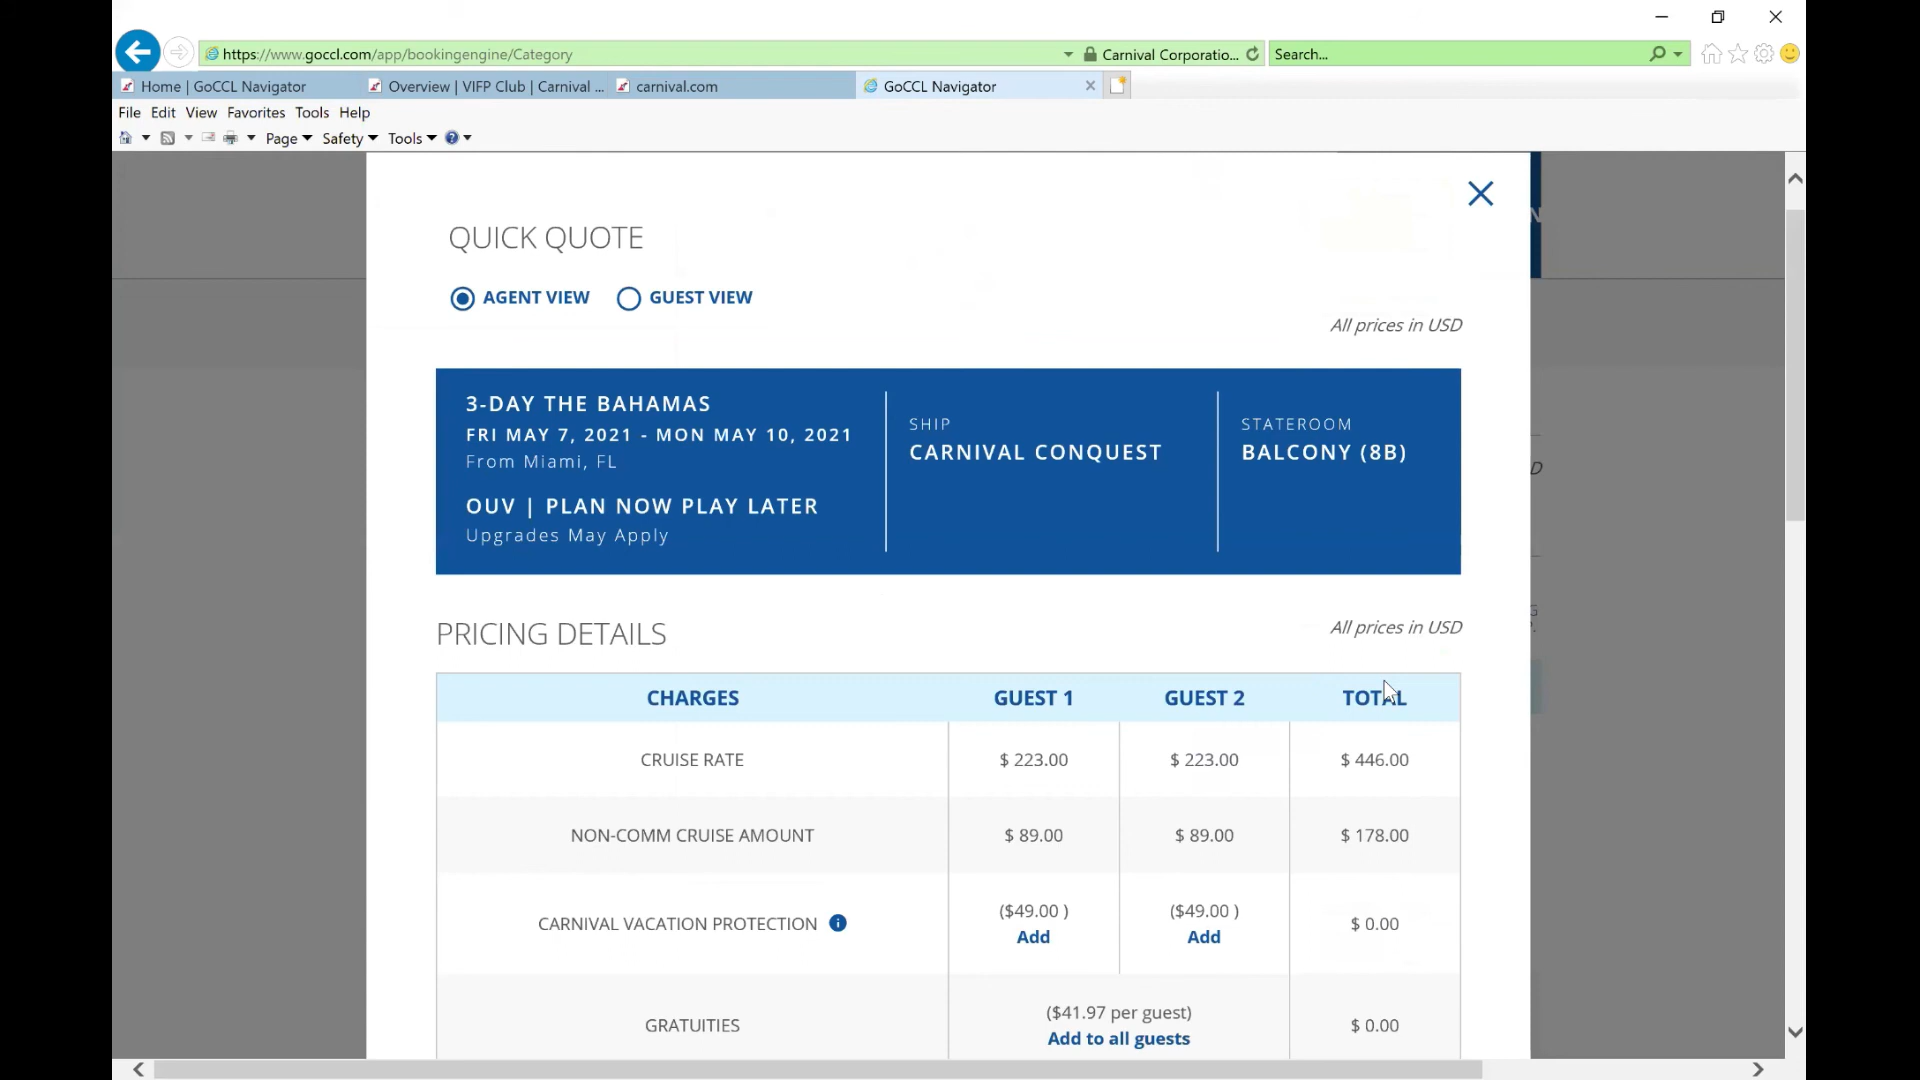 https://www.goccl.com/app/bookingengine/Category
Carnival Corporatio...
Search...
Home | GoCCL Navigator
Overview | VIFP Club | Carnival ...
carnival.com
GoCCL Navigator
File Edit View Favorites Tools Help
Page Safety Tools
QUICK QUOTE
AGENT VIEW GUEST VIEW
All prices in USD
3-DAY THE BAHAMAS
FRI MAY 7, 2021 - MON MAY 10, 2021
From Miami, FL
OUV | PLAN NOW PLAY LATER
Upgrades May Apply
SHIP
CARNIVAL CONQUEST
STATEROOM
BALCONY (8B)
PRICING DETAILS
All prices in USD
CHARGES GUEST 1 GUEST 2 TOTAL
CRUISE RATE $ 223.00 $ 223.00 $ 446.00
NON-COMM CRUISE AMOUNT $ 89.00 $ 89.00 $ 178.00
CARNIVAL VACATION PROTECTION ($49.00 ) ($49.00 ) $ 0.00
Add Add
GRATUITIES ($41.97 per guest) $ 0.00
Add to all guests